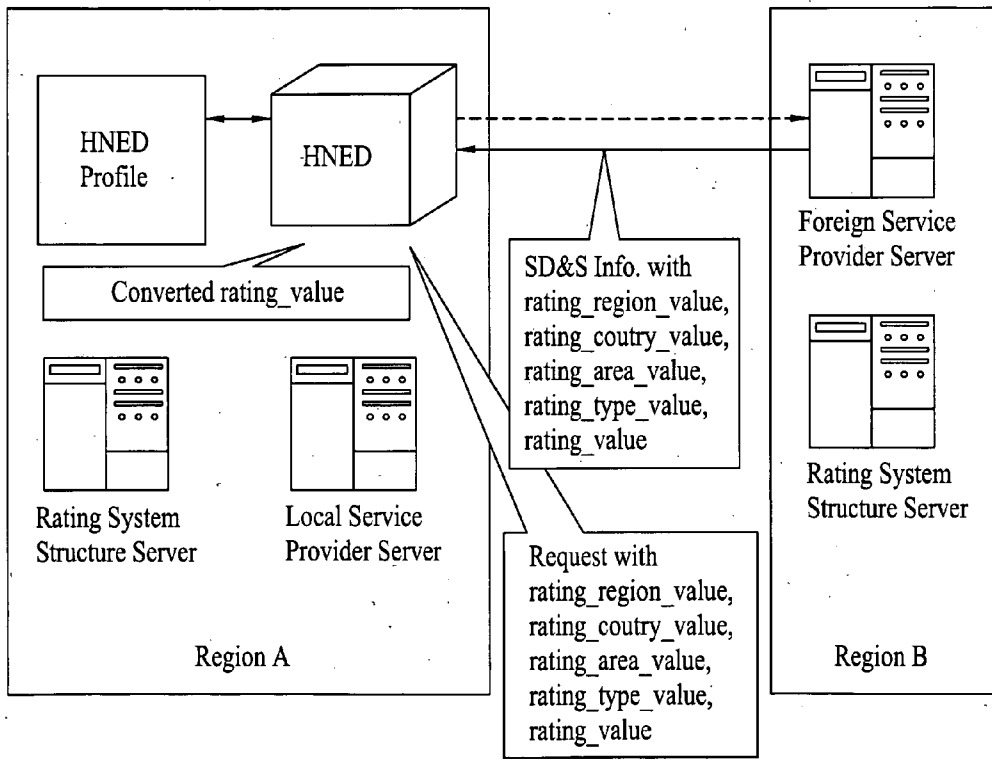 HNED
Profile
HNED
Converted rating_value
Rating System
Structure Server
Local Service
Provider Server
Region A
SD&S Info. with
rating_region_value,
rating_coutry_value,
rating_area_value,
rating_type_value,
rating_value
Request with
rating_region_value,
rating_coutry_value,
rating_area_value,
rating_type_value,
rating_value
Foreign Service
Provider Server
Rating System
Structure Server
Region B